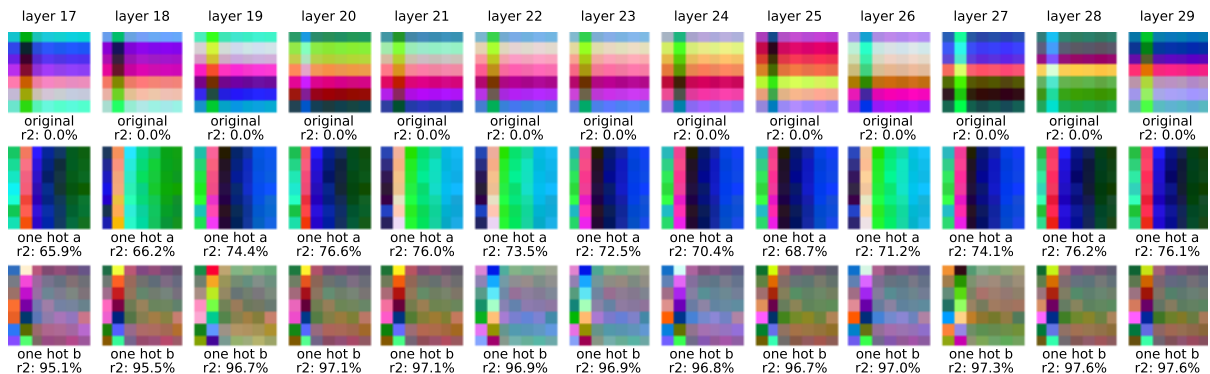 layer 17 layer 18 layer 19 layer 20 layer 21 layer 22 layer 23 layer 24 layer 25 layer 26 layer 27 layer 28 layer 29
original original original original original original original original original original original original original
r2: 0.0% r2: 0.0% r2: 0.0% r2: 0.0% r2: 0.0% r2: 0.0% r2: 0.0% r2: 0.0% r2: 0.0% r2: 0.0% r2: 0.0% r2: 0.0% r2: 0.0%
one hot a one hot a one hot a one hot a one hot a one hot a one hot a one hot a one hot a one hot a one hot a one hot a one hot a
r2: 65.9% r2: 66.2% r2: 74.4% r2: 76.6% r2: 76.0% r2: 73.5% r2: 72.5% r2: 70.4% r2: 68.7% r2: 71.2% r2: 74.1% r2: 76.2% r2: 76.1%
one hot b one hot b one hot b one hot b one hot b one hot b one hot b one hot b one hot b one hot b one hot b one hot b one hot b
r2: 95.1% r2: 95.5% r2: 96.7% r2: 97.1% r2: 97.1% r2: 96.9% r2: 96.9% r2: 96.8% r2: 96.7% r2: 97.0% r2: 97.3% r2: 97.6% r2: 97.6%